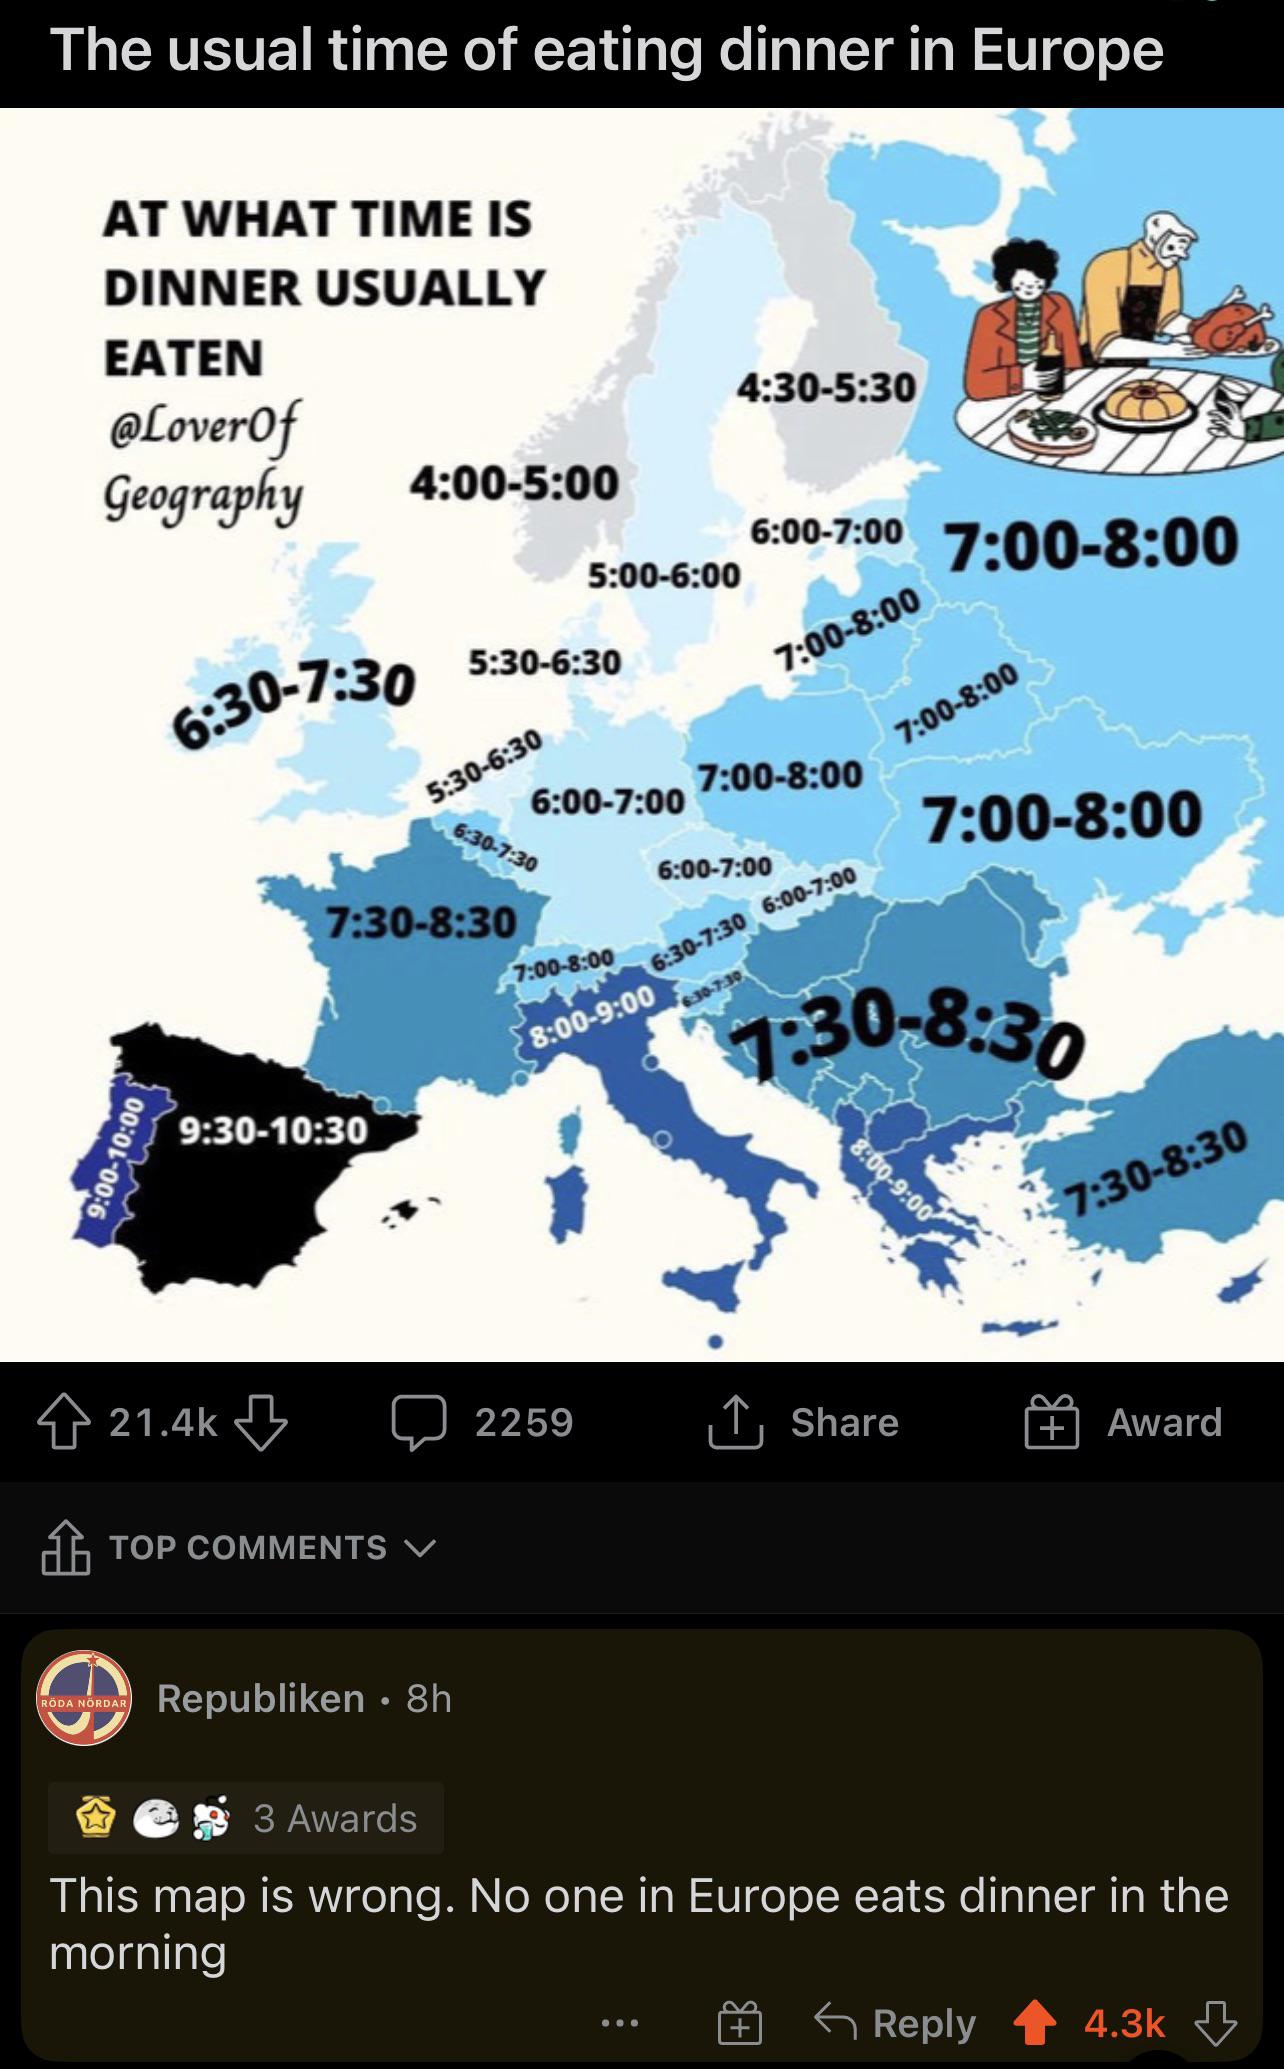 The usual time of eating dinner in Europe
AT WHAT TIME IS
DINNER USUALLY
EATEN
@LoverOf
Geography
4:30-5:30
4:00-5:00
6:00-7:00
7:00-8:00
5:00-6:00
7:00-8:00
5:30-6:30
6:30-7:30
7:00-8:00
5:30-6:30
7:00-8:00
6:00-7:00
7:00-8:00
6:30-7:30
6:00-7:00
6:00-7:00
7:30-8:30
6:30-7:30
7:00-8:00
6:30-7:30
8:00-9:00
7:30-8:30
9:00-10:00
9:30-10:30
8:00-9:00
7:30-8:30
21.4k
2259
Share
Award
TOP COMMENTS
RÖDA NÖRDAR
Republiken • 8h
3 Awards
This map is wrong. No one in Europe eats dinner in the
morning
Reply
4.3k